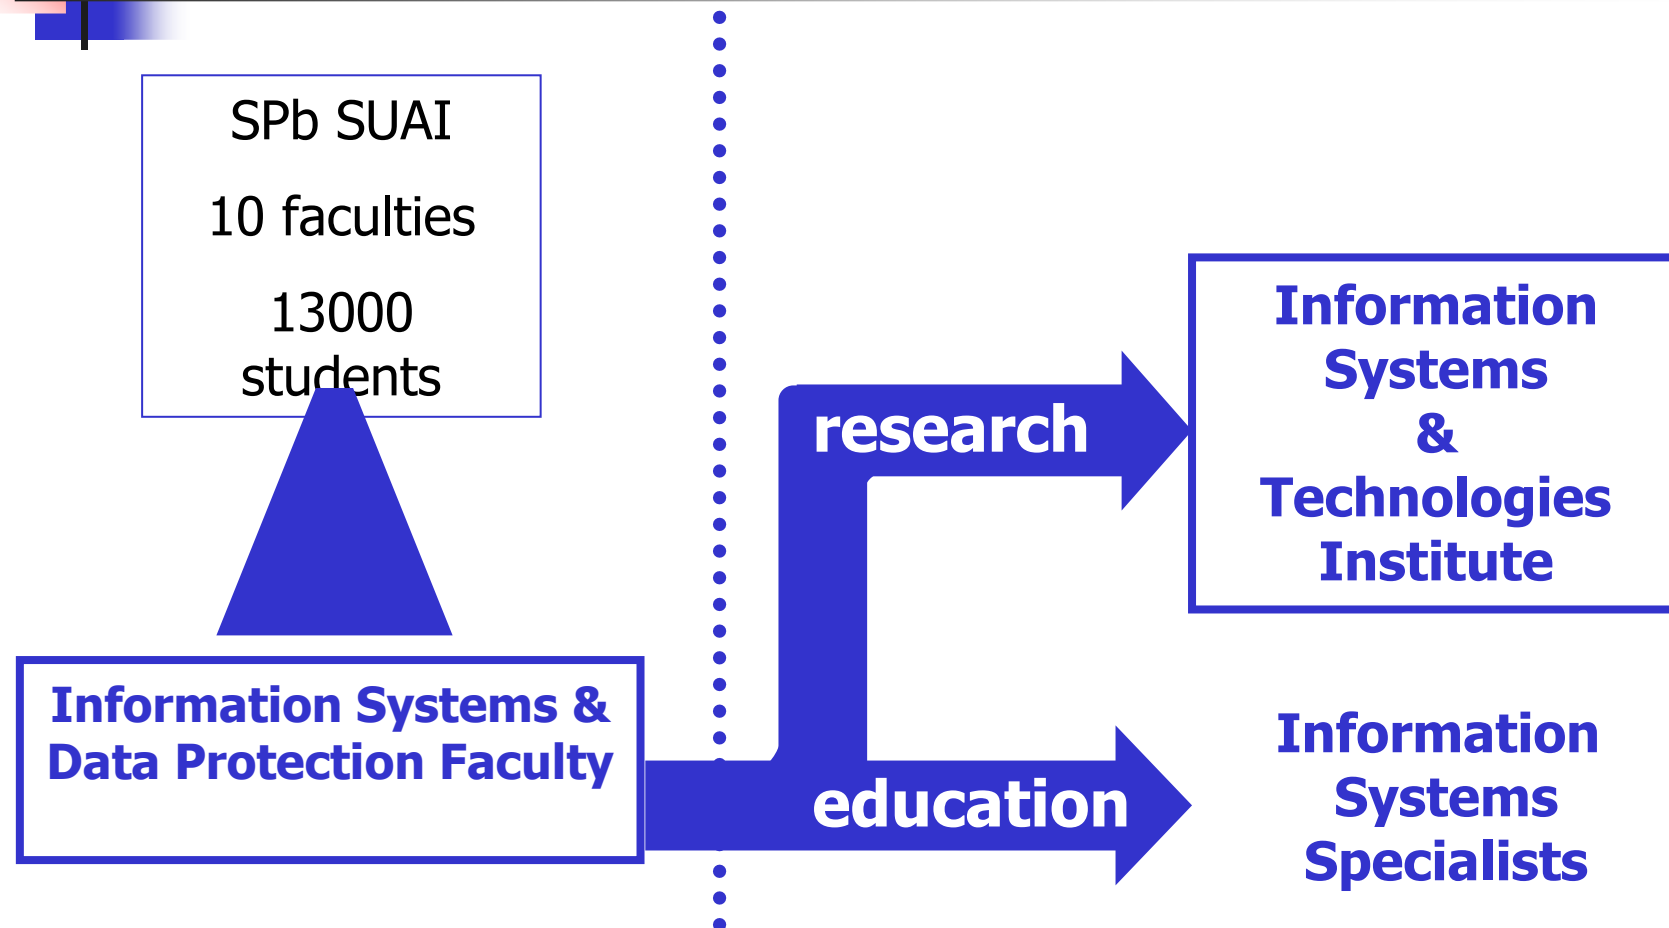 SPb SUAI
10 faculties
13000
students
Information Systems &
Data Protection Faculty
research
education
Information
Systems
&
Technologies
Institute
Information
Systems
Specialists